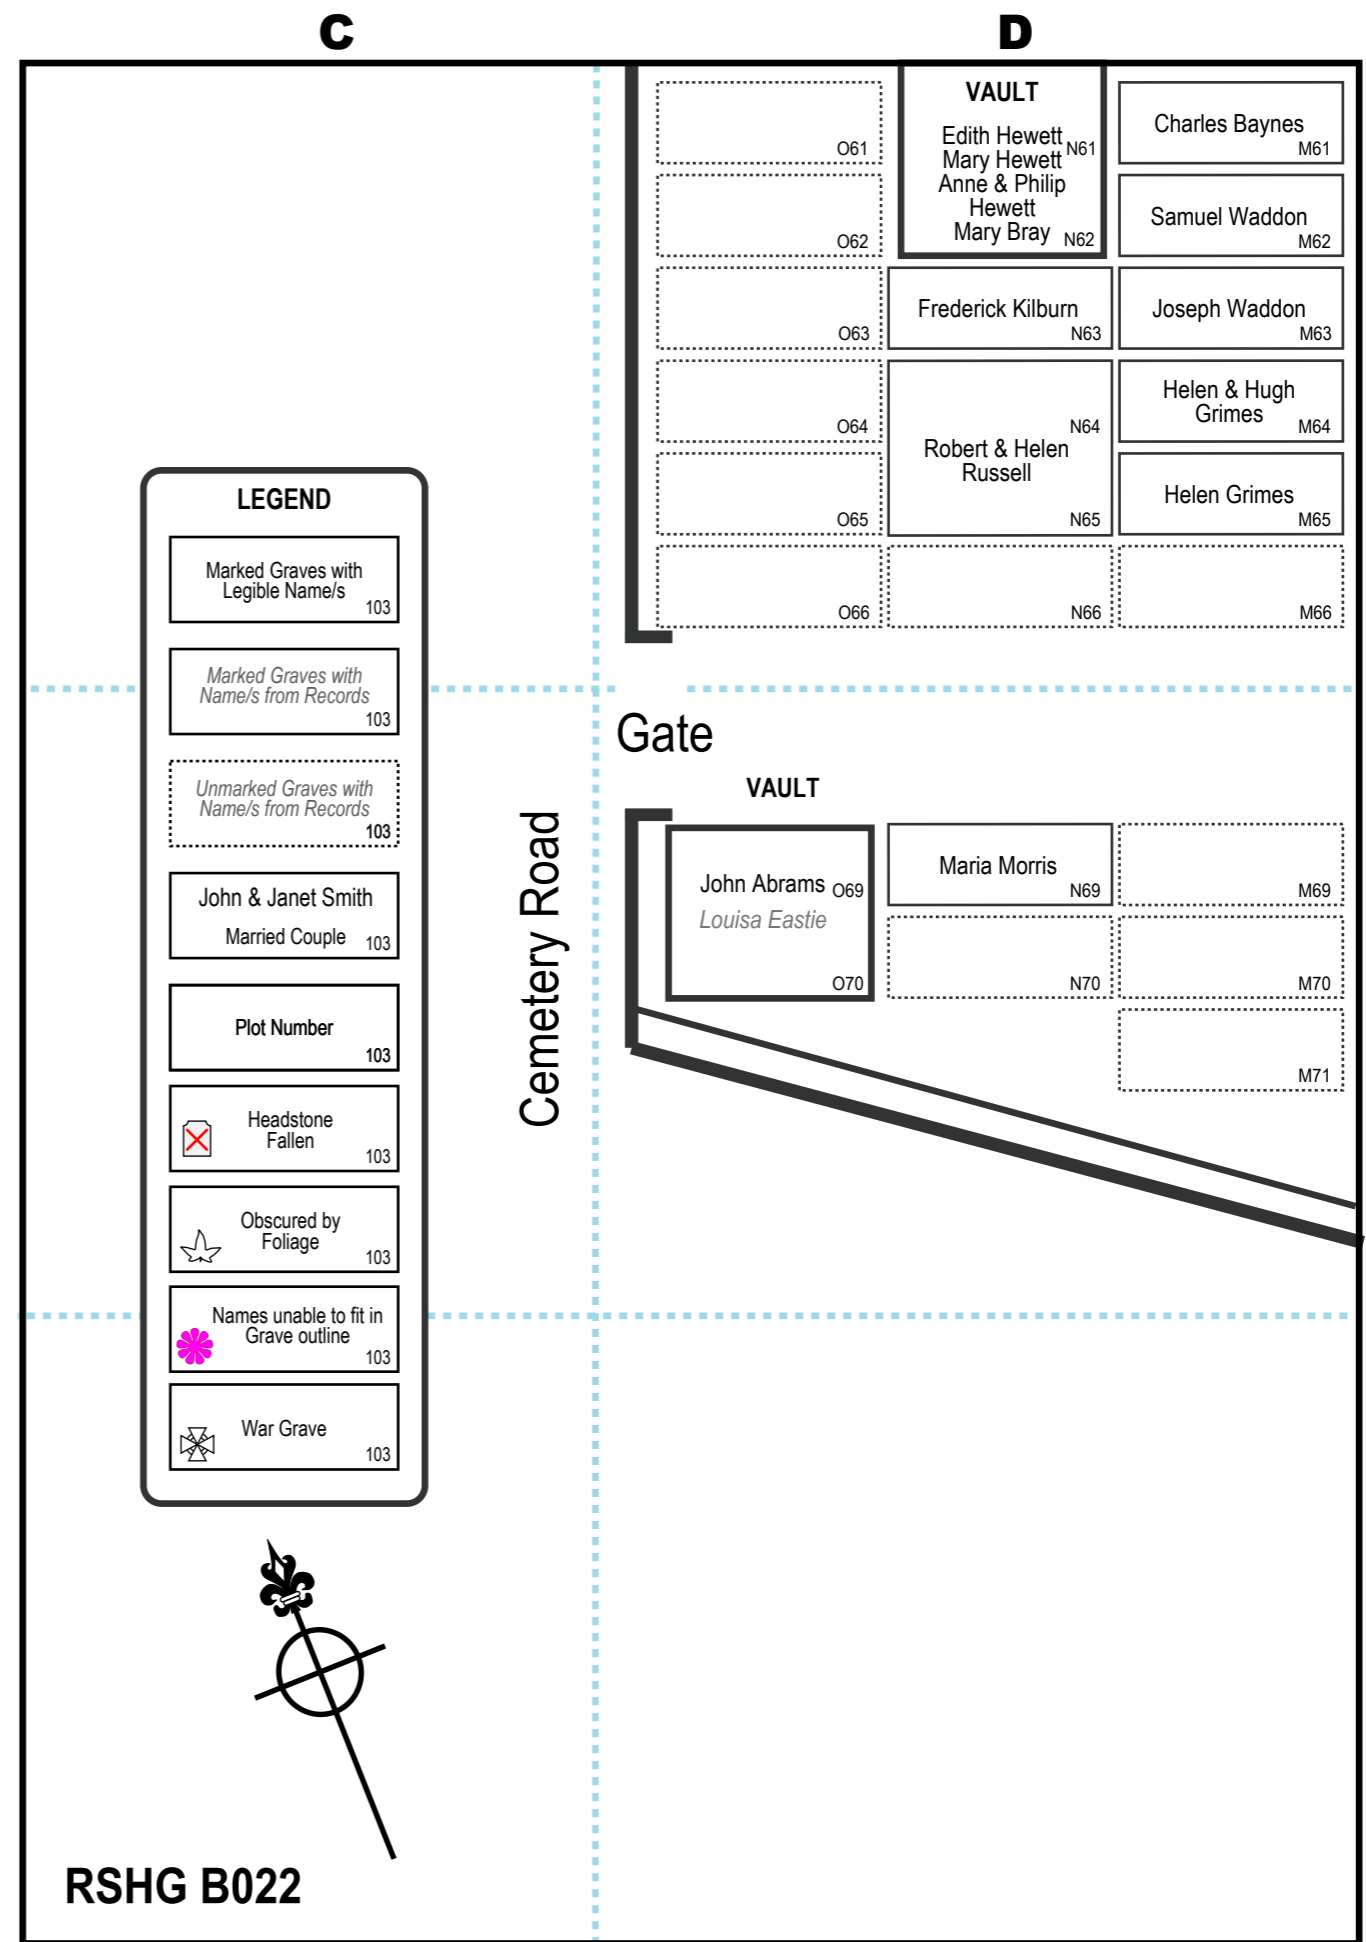 C
D
O61
VAULT
Edith Hewett
N61
Mary Hewett
Anne & Philip
Hewett
Mary Bray
N62
Charles Baynes
M61
O62
Samuel Waddon
M62
O63
Frederick Kilburn
N63
Joseph Waddon
M63
O64
N64
Robert & Helen
Russell
N65
Helen & Hugh
Grimes
M64
O65
Helen Grimes
M65
O66
N66
M66
Gate
VAULT
John Abrams
O69
Louisa Eastie
O70
Maria Morris
N69
M69
N70
M70
M71
Cemetery Road
LEGEND
Marked Graves with
Legible Name/s
103
Marked Graves with
Name/s from Records
103
Unmarked Graves with
Name/s from Records
103
John & Janet Smith
Married Couple
103
Plot Number
103
Headstone
Fallen
103
Obscured by
Foliage
103
Names unable to fit in
Grave outline
103
War Grave
103
RSHG B022